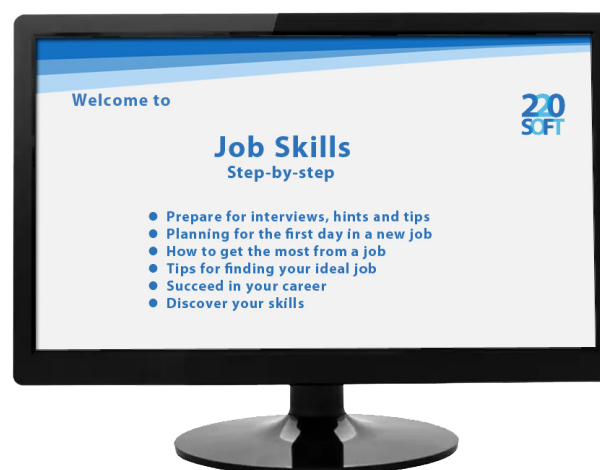 Welcome to
220
SOFT
Job Skills
Step-by-step
● Prepare for interviews, hints and tips
● Planning for the first day in a new job
● How to get the most from a job
● Tips for finding your ideal job
● Succeed in your career
● Discover your skills